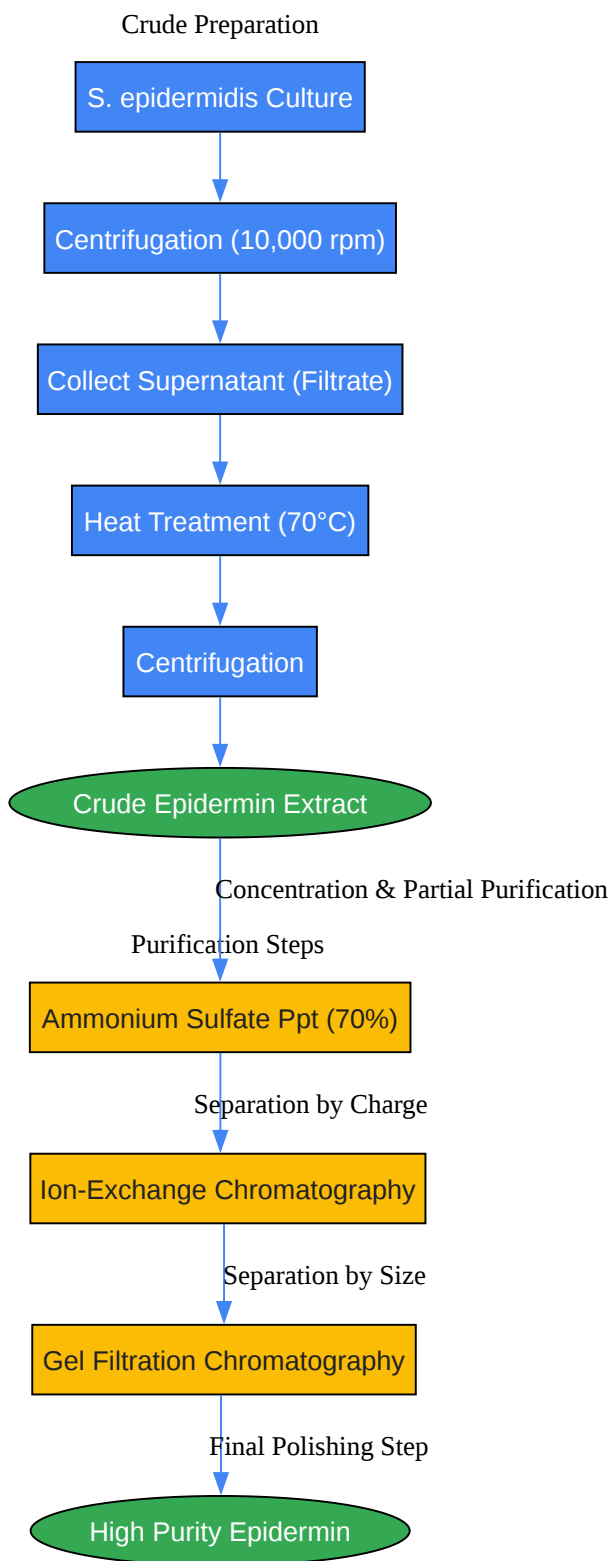 Crude Preparation
S. epidermidis Culture
Centrifugation (10,000 rpm)
Collect Supernatant (Filtrate)
Heat Treatment (70°C)
Centrifugation
Crude Epidermin Extract
Concentration & Partial Purification
Purification Steps
Ammonium Sulfate Ppt (70%)
Separation by Charge
Ion-Exchange Chromatography
Separation by Size
Gel Filtration Chromatography
Final Polishing Step
High Purity Epidermin